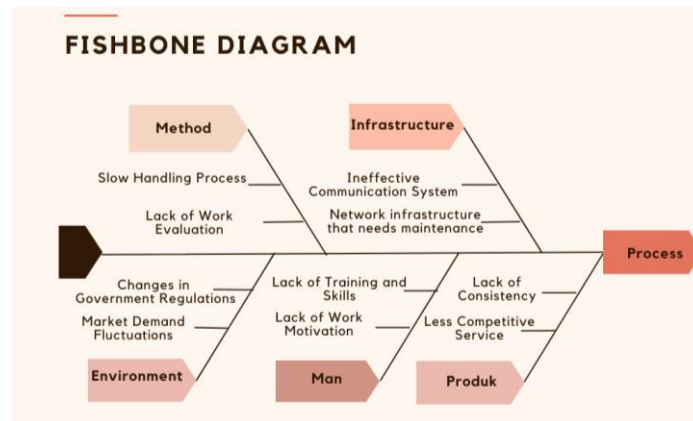 FISHBONE DIAGRAM
Method
Infrastructure
Slow Handling Process
Ineffective
Communication System
Lack of Work
Evaluation
Network infrastructure
that needs maintenance
Process
Changes in
Government Regulations
Lack of Training and
Skills
Lack of
Consistency
Market Demand
Fluctuations
Lack of Work
Motivation
Less Competitive
Service
Environment
Man
Produk